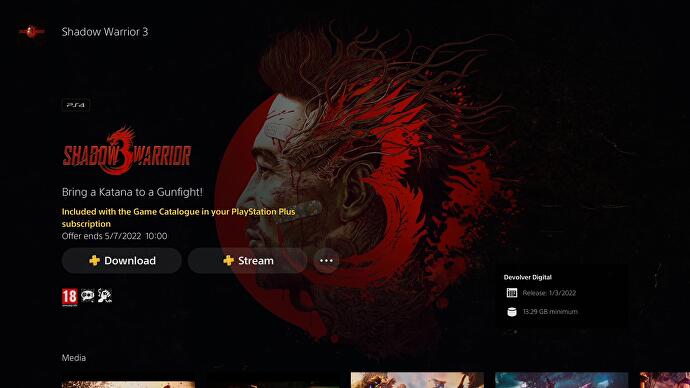 Shadow Warrior 3
PS4
SHADOW 3 WARRIOR
Bring a Katana to a Gunfight!
Included with the Game Catalogue in your PlayStation Plus
subscription
Offer ends 5/7/2022 10:00
Download
Stream
...
18
Devolver Digital
Release: 1/3/2022
13.29 GB minimum
Media